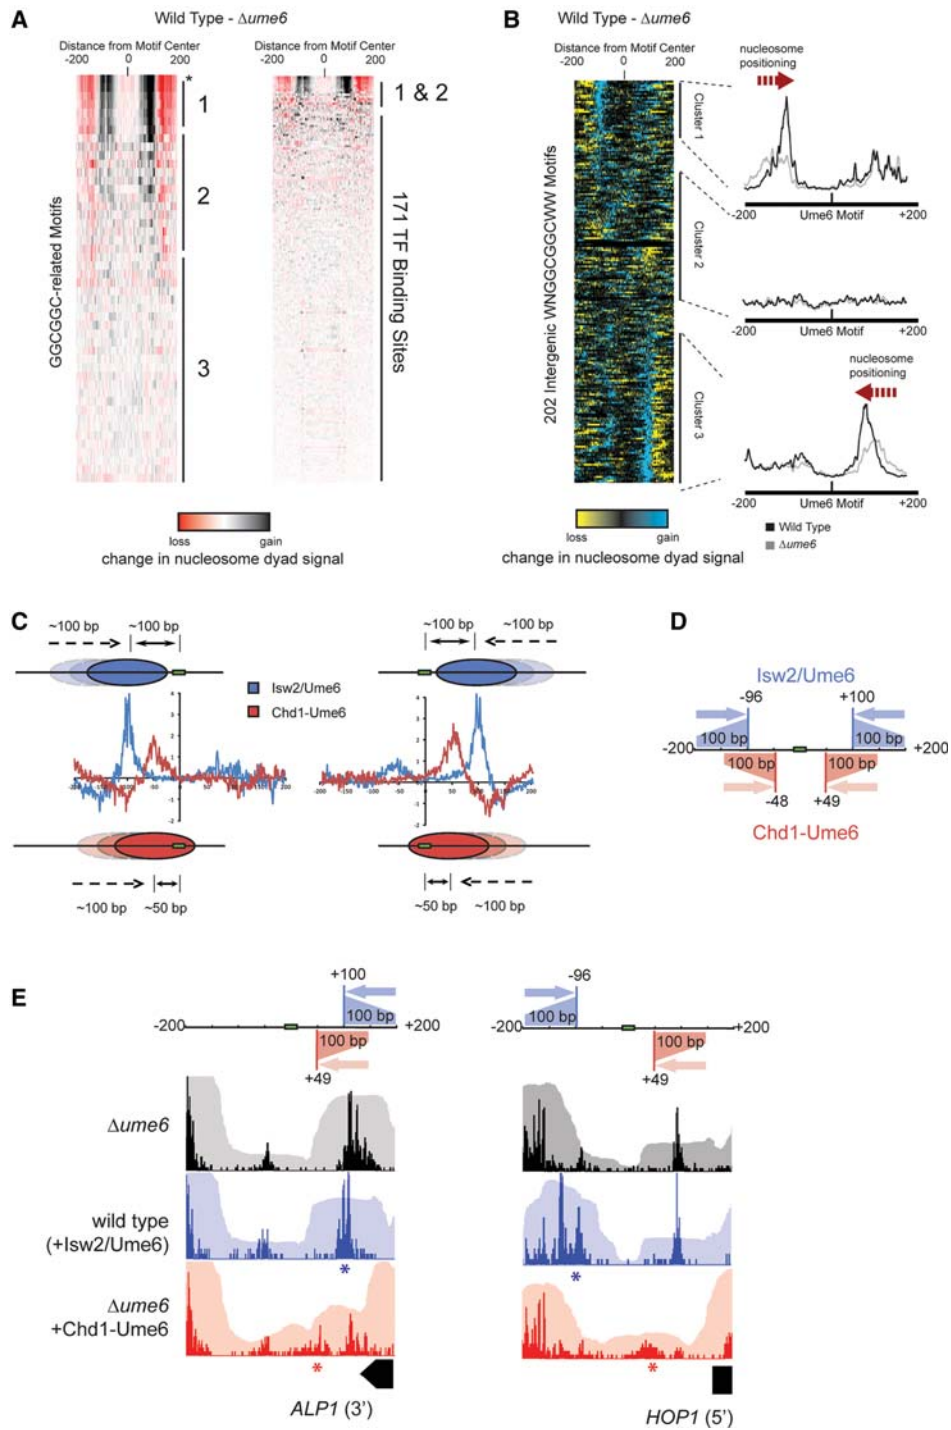 A
Wild Type - Δume6
Distance from Motif Center
-200 0 200
Distance from Motif Center
-200 0 200
*
1
2
3
GGCGGC-related Motifs
1 & 2
171 TF Binding Sites
loss gain
change in nucleosome dyad signal
B
Wild Type - Δume6
Distance from Motif Center
-200 0 200
202 Intergenic WNGGCGGCWW Motifs
Cluster 1
Cluster 2
Cluster 3
nucleosome
positioning
-200 Ume6 Motif +200
-200 Ume6 Motif +200
nucleosome
positioning
-200 Ume6 Motif +200
Wild Type
Δume6
loss gain
change in nucleosome dyad signal
C
~100 bp ~100 bp
~100 bp ~100 bp
Isw2/Ume6
Chd1-Ume6
~100 bp ~50 bp
~50 bp ~100 bp
D
Isw2/Ume6
-96 +100
100 bp 100 bp
-200 +200
100 bp 100 bp
-48 +49
Chd1-Ume6
E
+100
100 bp
-200 +200
100 bp
+49
-96
100 bp
-200 +200
100 bp
+49
Δume6
wild type
(+Isw2/Ume6)
*
*
Δume6
+Chd1-Ume6
*
*
ALP1 (3')
HOP1 (5')